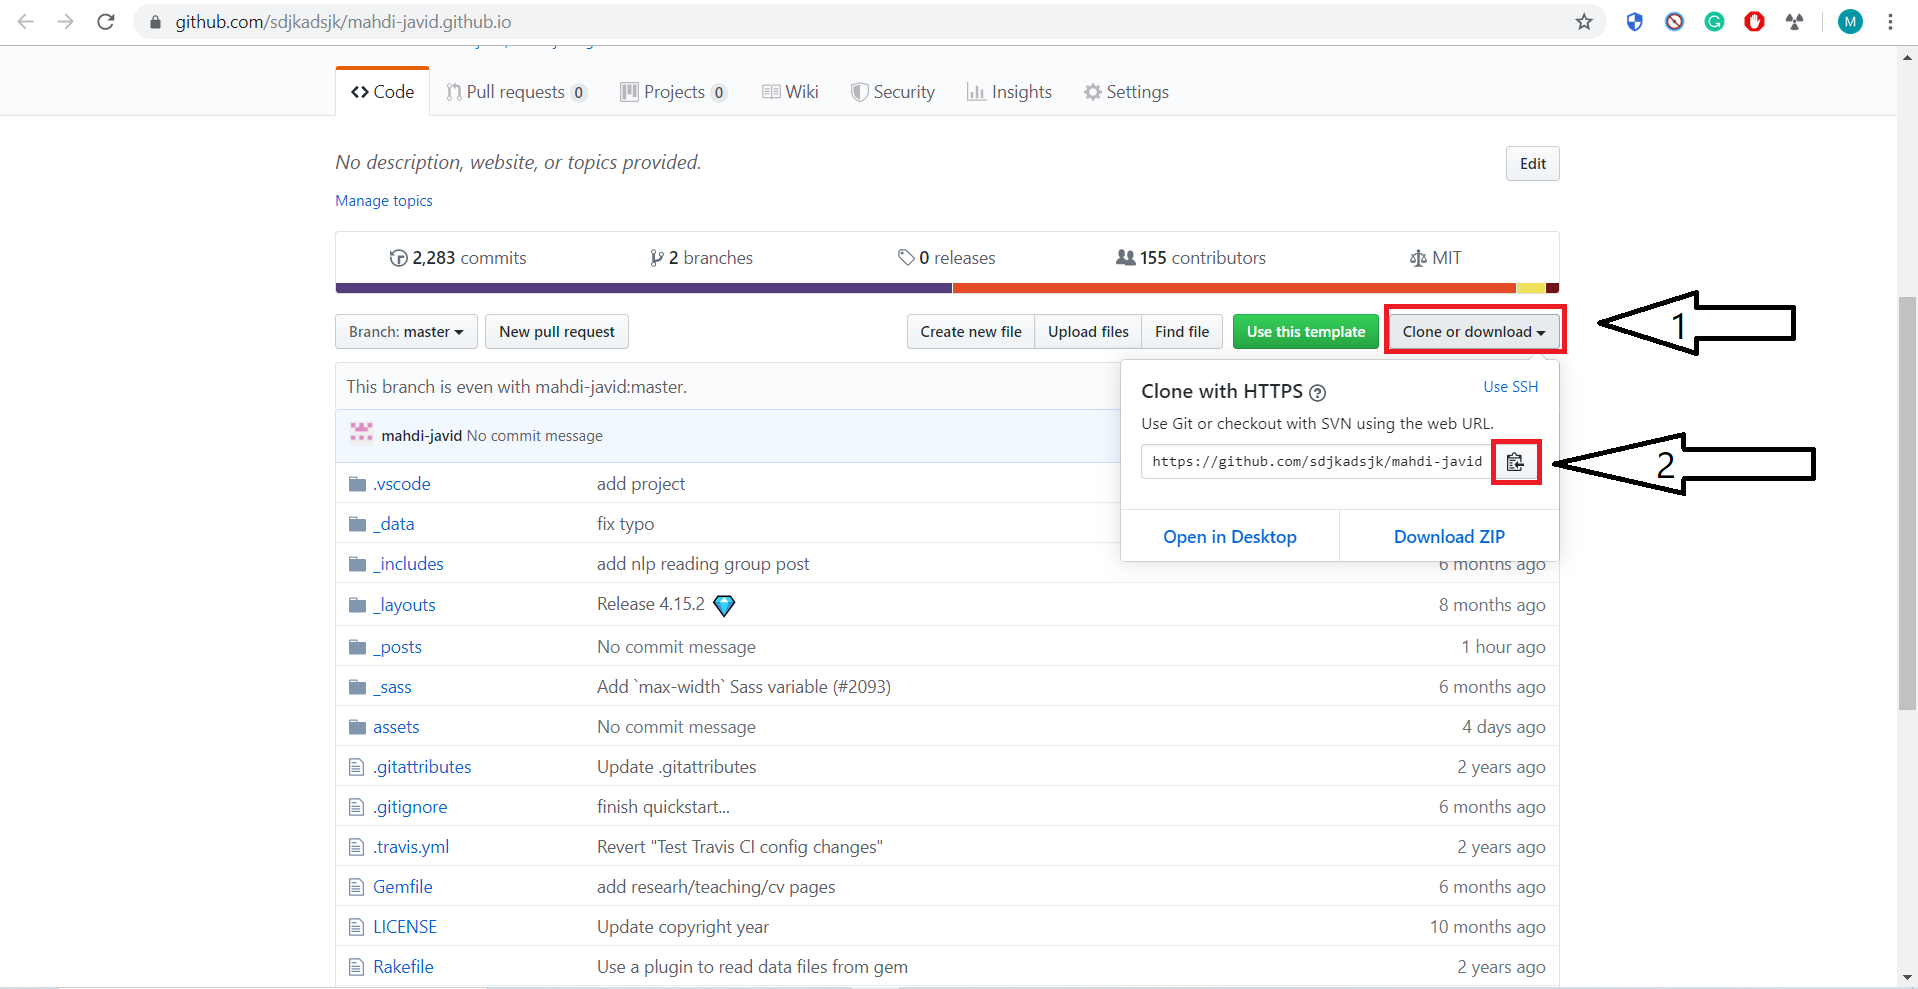 github.com/sdjkadsjk/mahdi-javid.github.io
M
Code Pull requests 0 Projects 0 Wiki Security Insights Settings
No description, website, or topics provided. Edit
Manage topics
2,283 commits 2 branches 0 releases 155 contributors MIT
Branch: master New pull request Create new file Upload files Find file Use this template Clone or download 1
This branch is even with mahdi-javid:master.
Clone with HTTPS ? Use SSH
Use Git or checkout with SVN using the web URL.
https://github.com/sdjkadsjk/mahdi-javid 2
Open in Desktop Download ZIP
mahdi-javid No commit message
.vscode add project
_data fix typo
_includes add nlp reading group post 6 months ago
_layouts Release 4.15.2 8 months ago
_posts No commit message 1 hour ago
_sass Add `max-width` Sass variable (#2093) 6 months ago
assets No commit message 4 days ago
.gitattributes Update .gitattributes 2 years ago
.gitignore finish quickstart... 6 months ago
.travis.yml Revert "Test Travis CI config changes" 2 years ago
Gemfile add researh/teaching/cv pages 6 months ago
LICENSE Update copyright year 10 months ago
Rakefile Use a plugin to read data files from gem 2 years ago